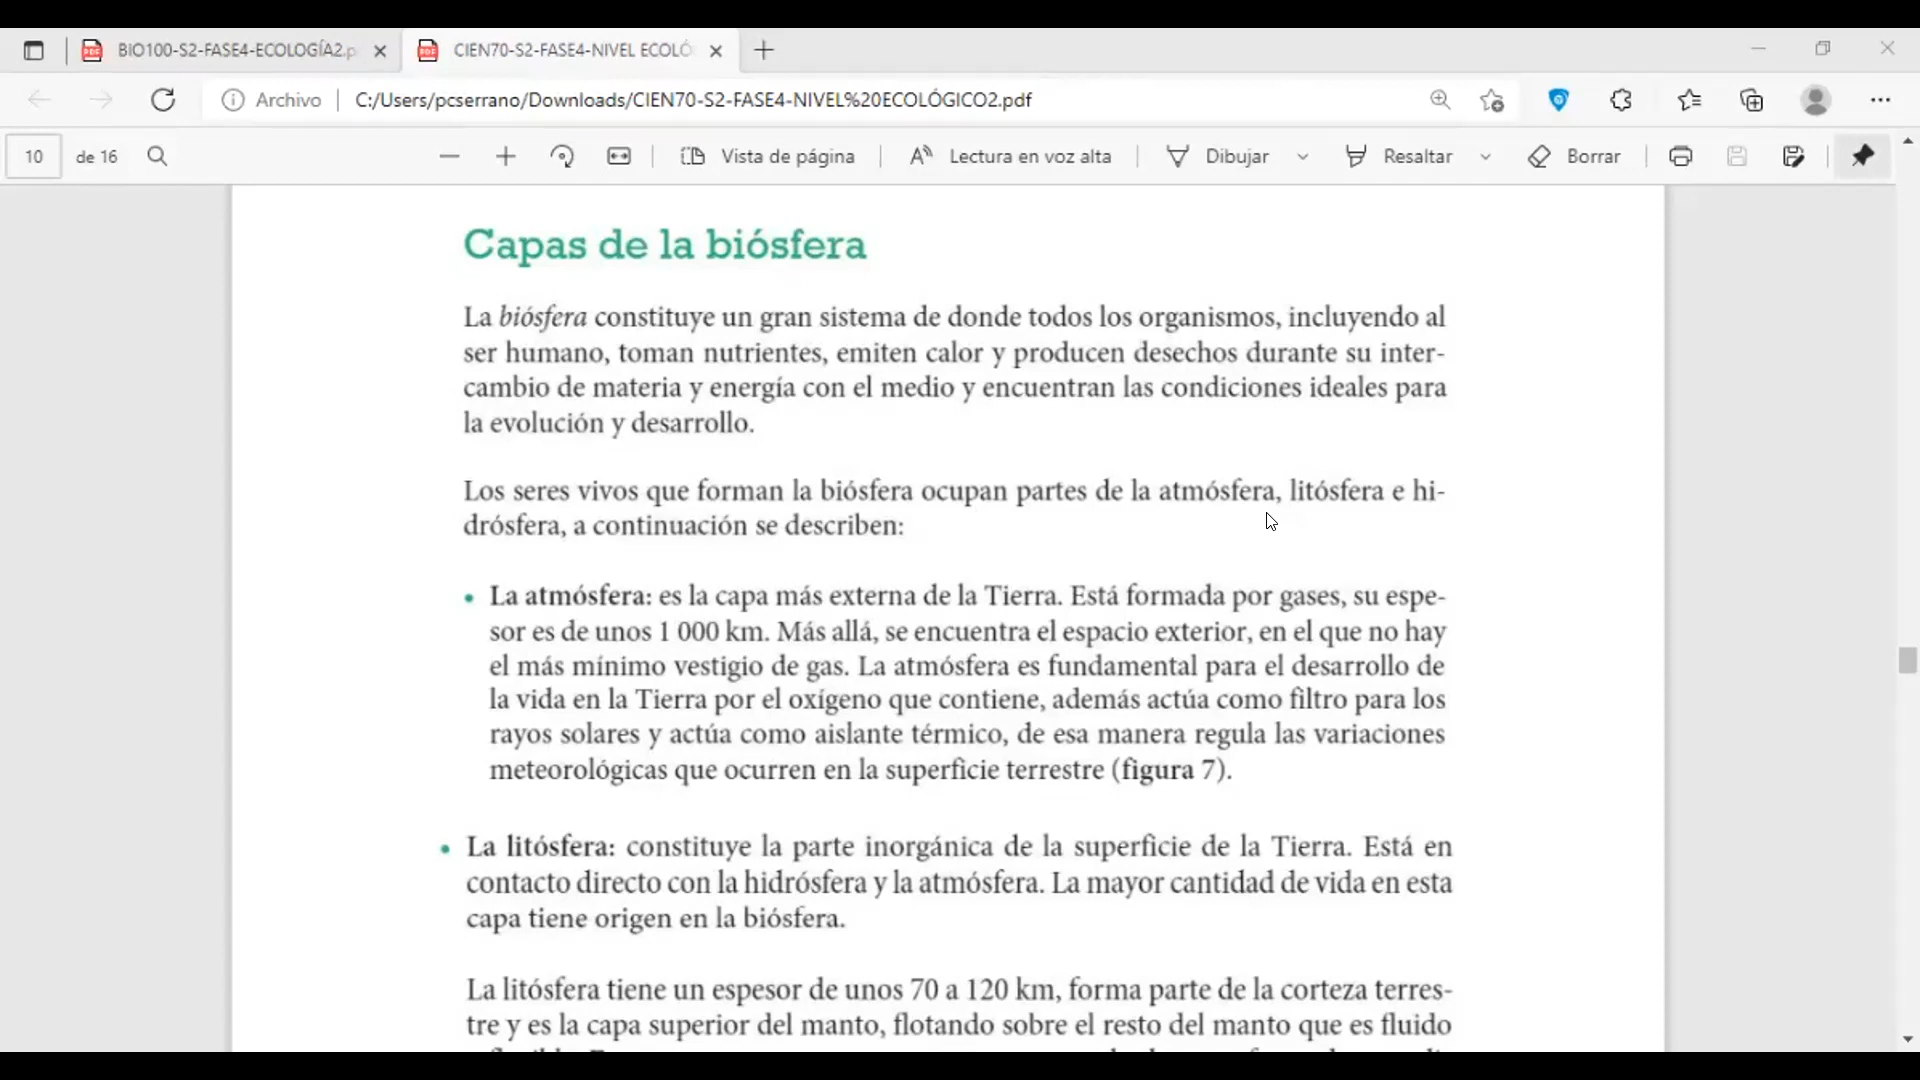 BIO100-S2-FASE4-ECOLOGÍA2.p
CIEN70-S2-FASE4-NIVEL ECOLÓ
Archivo
C:/Users/pcserrano/Downloads/CIEN70-S2-FASE4-NIVEL%20ECOLÓGICO2.pdf
10 de 16
Vista de página
Lectura en voz alta
Dibujar
Resaltar
Borrar
Capas de la biósfera
La biósfera constituye un gran sistema de donde todos los organismos, incluyendo al
ser humano, toman nutrientes, emiten calor y producen desechos durante su inter-
cambio de materia y energía con el medio y encuentran las condiciones ideales para
la evolución y desarrollo.
Los seres vivos que forman la biósfera ocupan partes de la atmósfera, litósfera e hi-
drósfera, a continuación se describen:
• La atmósfera: es la capa más externa de la Tierra. Está formada por gases, su espe-
sor es de unos 1 000 km. Más allá, se encuentra el espacio exterior, en el que no hay
el más mínimo vestigio de gas. La atmósfera es fundamental para el desarrollo de
la vida en la Tierra por el oxígeno que contiene, además actúa como filtro para los
rayos solares y actúa como aislante térmico, de esa manera regula las variaciones
meteorológicas que ocurren en la superficie terrestre (figura 7).
• La litósfera: constituye la parte inorgánica de la superficie de la Tierra. Está en
contacto directo con la hidrósfera y la atmósfera. La mayor cantidad de vida en esta
capa tiene origen en la biósfera.
La litósfera tiene un espesor de unos 70 a 120 km, forma parte de la corteza terres-
tre y es la capa superior del manto, flotando sobre el resto del manto que es fluido